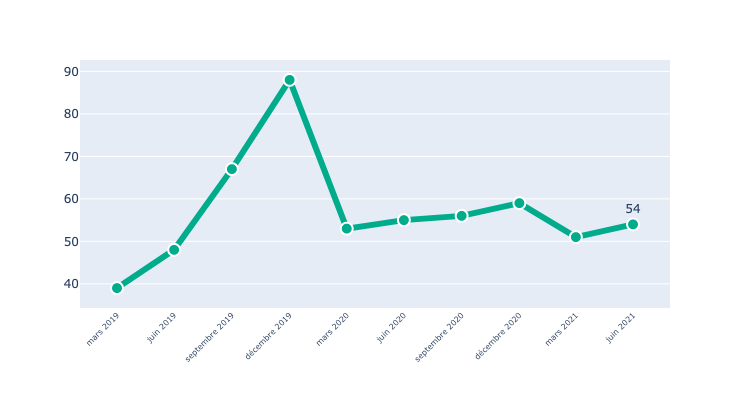 90
80
70
60
54
50
40
mars 2019
juin 2019
septembre 2019
décembre 2019
mars 2020
juin 2020
septembre 2020
décembre 2020
mars 2021
juin 2021